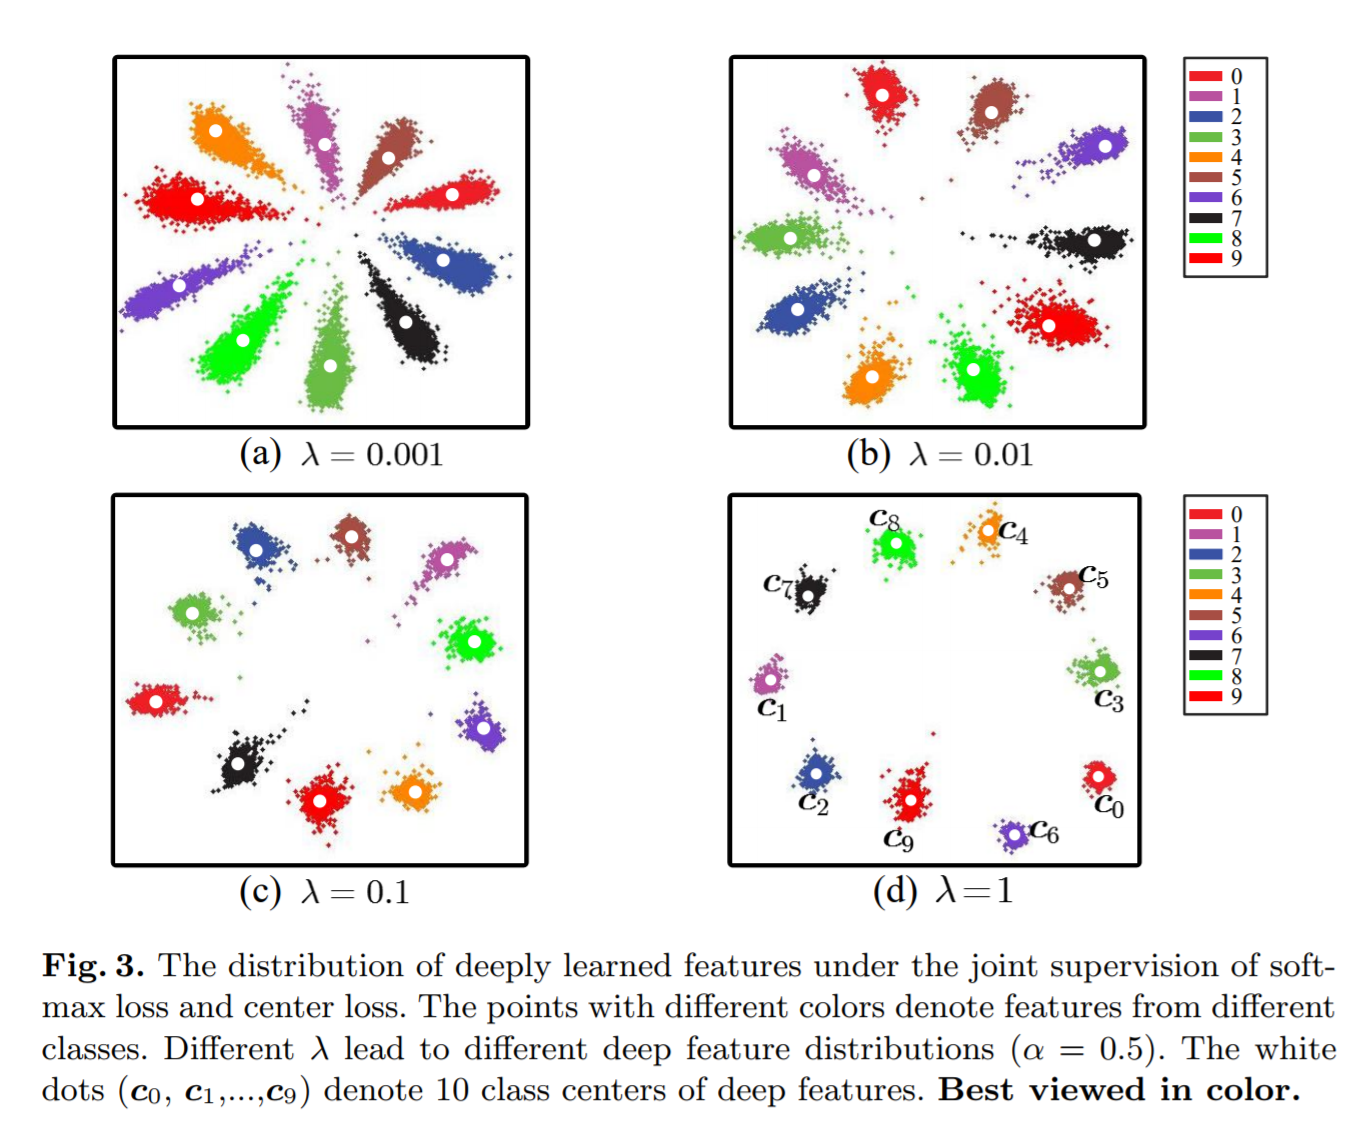 0
1
2
3
4
5
6
7
8
9
(a) λ = 0.001
(b) λ = 0.01
c8
c4
c7
c5
c1
c3
c2
c0
c9
c6
0
1
2
3
4
5
6
7
8
9
(c) λ = 0.1
(d) λ=1
Fig. 3. The distribution of deeply learned features under the joint supervision of soft-
max loss and center loss. The points with different colors denote features from different
classes. Different λ lead to different deep feature distributions (α = 0.5). The white
dots (c0, c1,...,c9) denote 10 class centers of deep features. Best viewed in color.